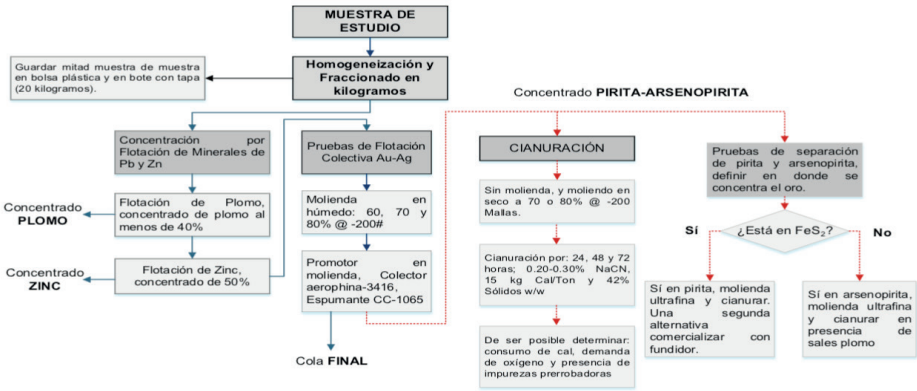 MUESTRA DE
ESTUDIO
Homogeneización y
Fraccionado en
kilogramos
Guardar mitad muestra de muestra
en bolsa plástica y en bote con tapa
(20 kilogramos).
Concentrado PIRITA-ARSENOPIRITA
Concentración por
Flotación de Minerales de
Pb y Zn
Pruebas de Flotación
Colectiva Au-Ag
CIANURACIÓN
Pruebas de separación
de pirita y arsenopirita,
definir en donde se
concentra el oro.
Concentrado
PLOMO
Flotación de Plomo,
concentrado de plomo al
menos de 40%
Molienda en
húmedo: 60, 70 y
80% @ -200#
Sin molienda, y moliendo en
seco a 70 o 80% @ -200
Mallas.
Sí
¿Está en FeS2?
No
Concentrado
ZINC
Flotación de Zinc,
concentrado de 50%
Promotor en
molienda, Colector
aerophina-3416,
Espumante CC-1065
Cianuración por: 24, 48 y 72
horas; 0.20-0.30% NaCN,
15 kg Cal/Ton y 42%
Sólidos w/w
Sí en pirita, molienda
ultrafina y cianurar.
Una segunda
alternativa
comercializar con
fundidor.
Sí en arsenopirita,
molienda ultrafina
y cianurar en
presencia de
sales plomo
Cola FINAL
De ser posible determinar:
consumo de cal, demanda
de oxígeno y presencia de
impurezas prerrobadoras